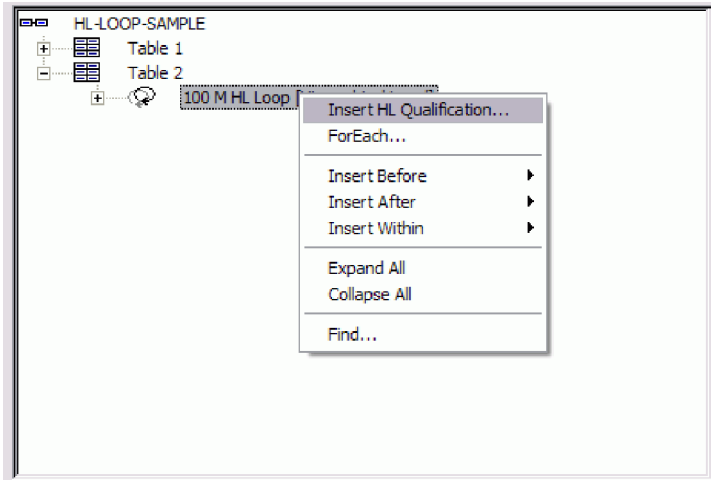 HL-LOOP-SAMPLE
Table 1
Table 2
100 M HL Loop
Insert HL Qualification...
ForEach...
Insert Before
Insert After
Insert Within
Expand All
Collapse All
Find...